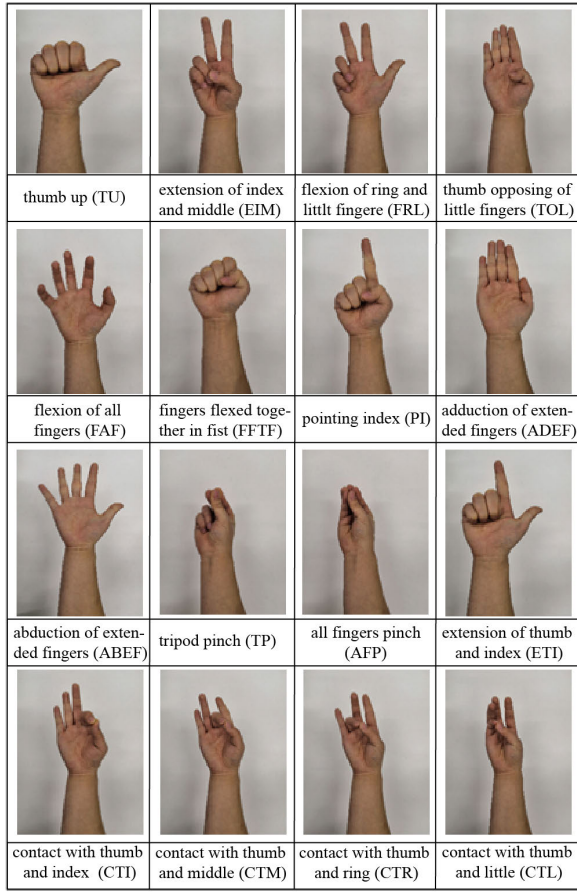 thumb up (TU)
extension of index
and middle (EIM)
flexion of ring and
littlt fingere (FRL)
thumb opposing of
little fingers (TOL)
flexion of all
fingers (FAF)
fingers flexed toge-
ther in fist (FFTF)
pointing index (PI)
adduction of exten-
ded fingers (ADEF)
abduction of exten-
ded fingers (ABEF)
tripod pinch (TP)
all fingers pinch
(AFP)
extension of thumb
and index (ETI)
contact with thumb
and index (CTI)
contact with thumb
and middle (CTM)
contact with thumb
and ring (CTR)
contact with thumb
and little (CTL)